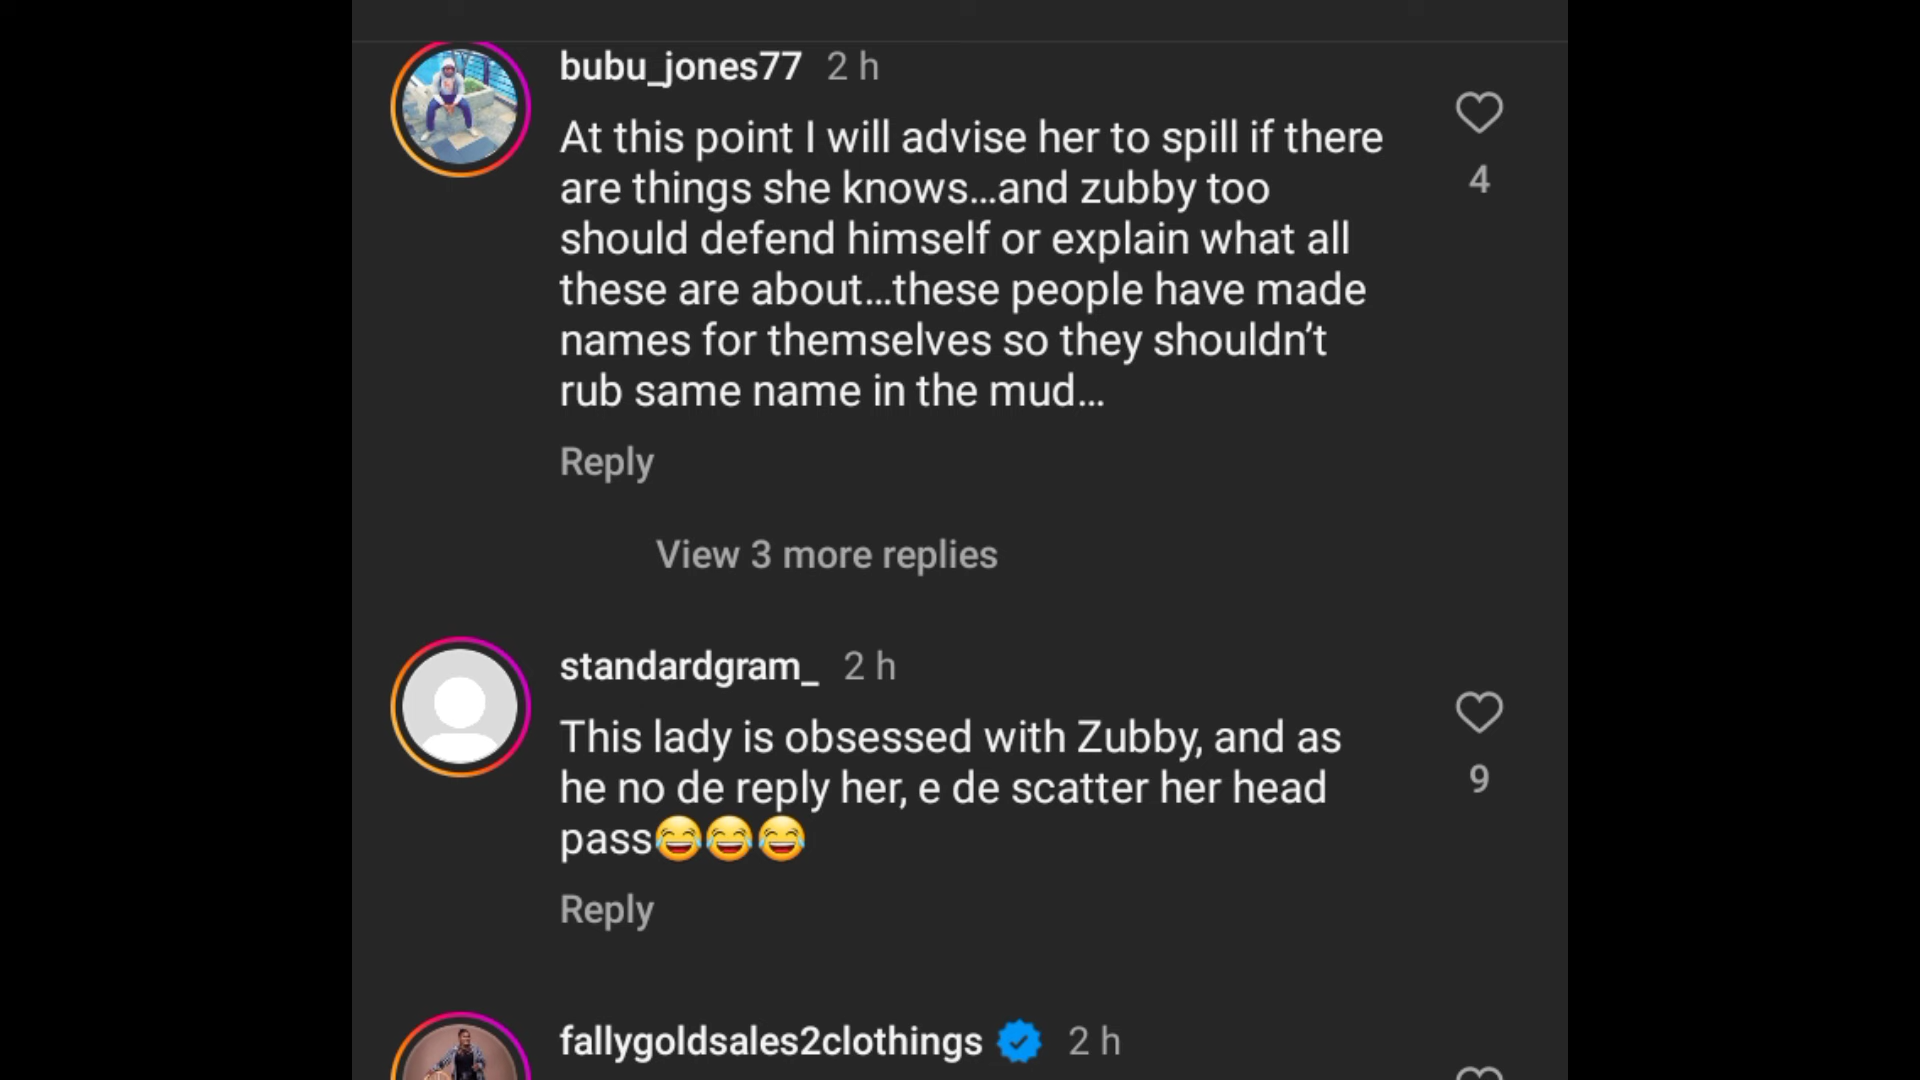 bubu_jones77 2 h
At this point I will advise her to spill if there
are things she knows...and zubby too
should defend himself or explain what all
these are about...these people have made
names for themselves so they shouldn’t
rub same name in the mud...
4
Reply
View 3 more replies
standardgram_ 2 h
This lady is obsessed with Zubby, and as
he no de reply her, e de scatter her head
pass😂😂😂
9
Reply
fallygoldsales2clothings 2 h